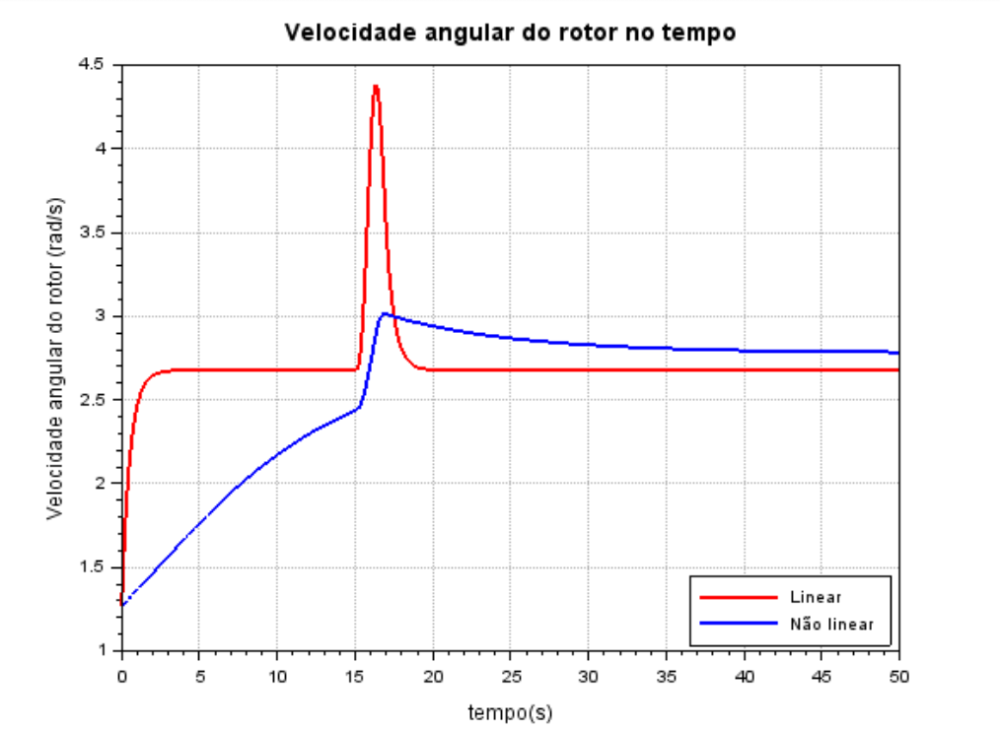 Velocidade angular do rotor no tempo
Velocidade angular do rotor (rad/s)
4.5
4
3.5
3
2.5
2
1.5
1
0 5 10 15 20 25 30 35 40 45 50
tempo(s)
Linear
Não linear